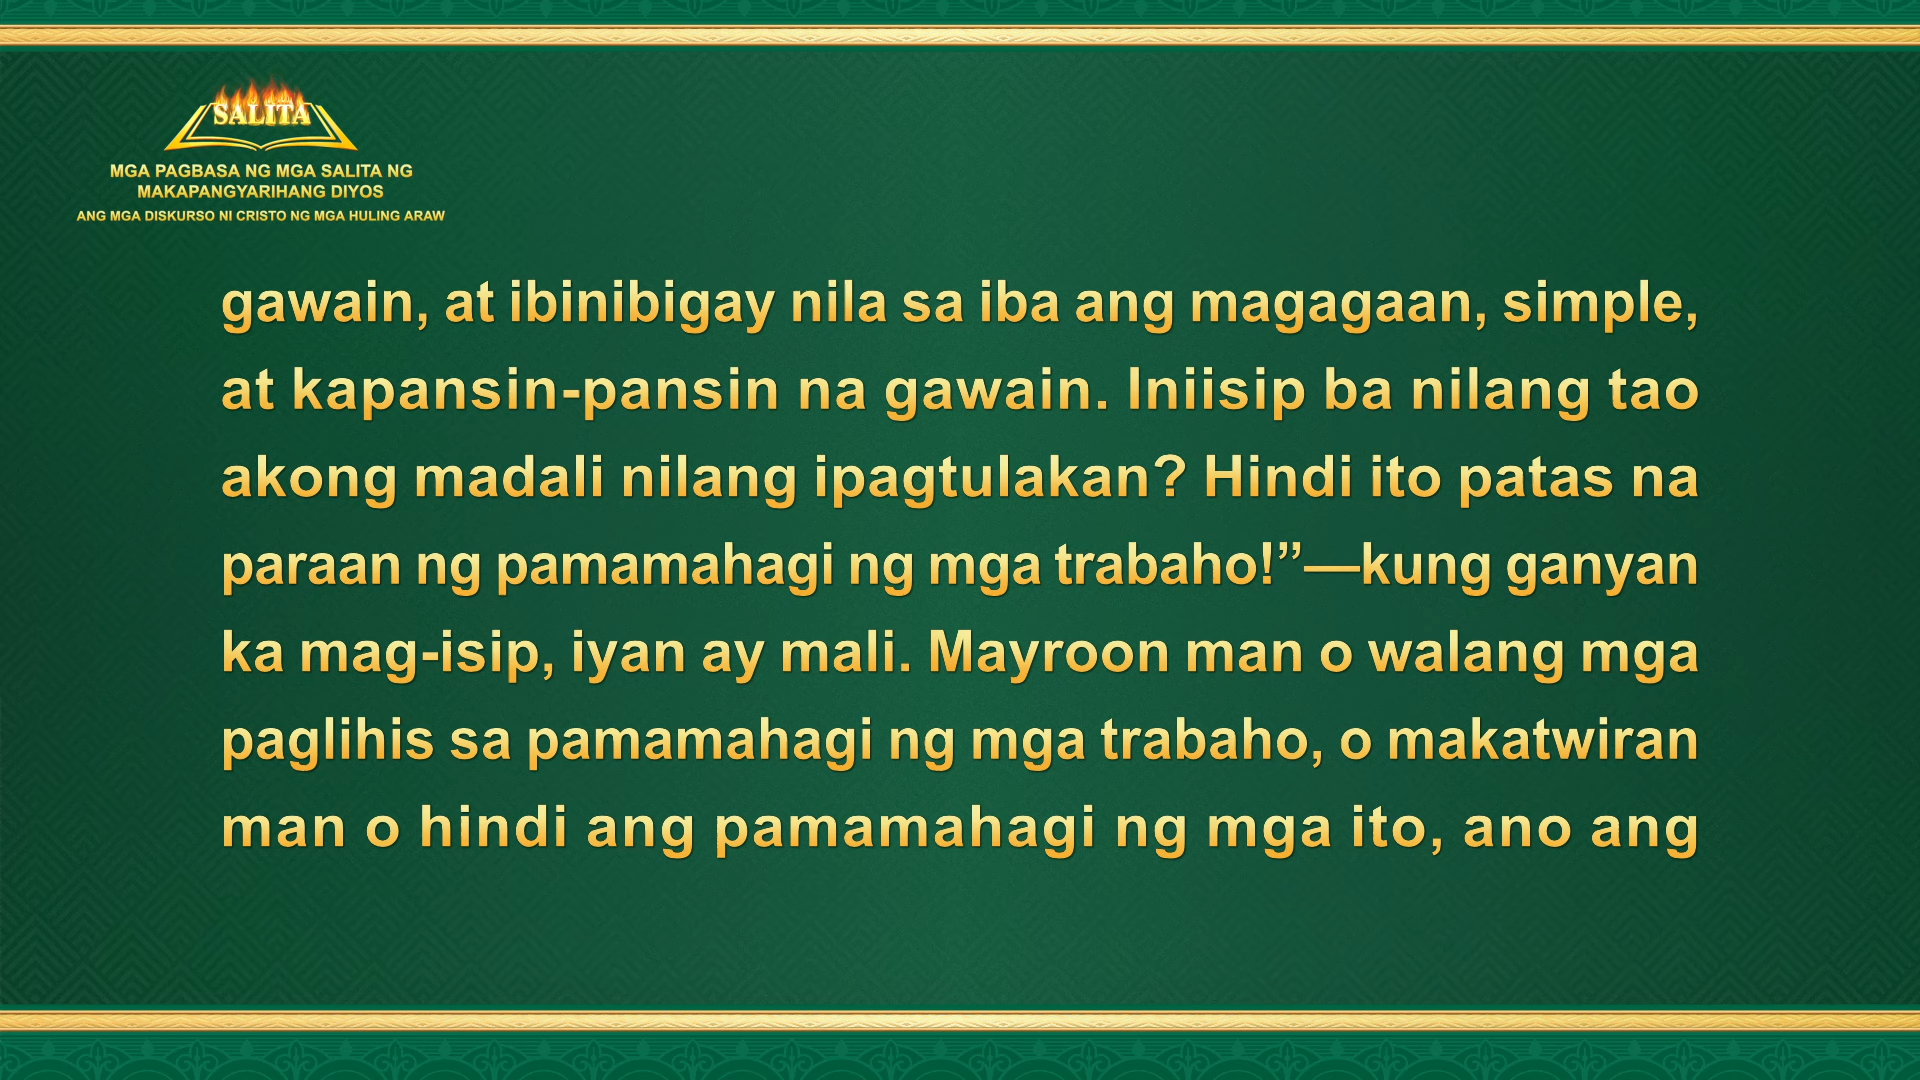 SALITA
MGA PAGBASA NG MGA SALITA NG
MAKAPANGYARIHANG DIYOS
ANG MGA DISKURSO NI CRISTO NG MGA HULING ARAW
gawain, at ibinibigay nila sa iba ang magagaan, simple,
at kapansin-pansin na gawain. Iniisip ba nilang tao
akong madali nilang ipagtulakan? Hindi ito patas na
paraan ng pamamahagi ng mga trabaho!”—kung ganyan
ka mag-isip, iyan ay mali. Mayroon man o walang mga
paglihis sa pamamahagi ng mga trabaho, o makatwiran
man o hindi ang pamamahagi ng mga ito, ano ang